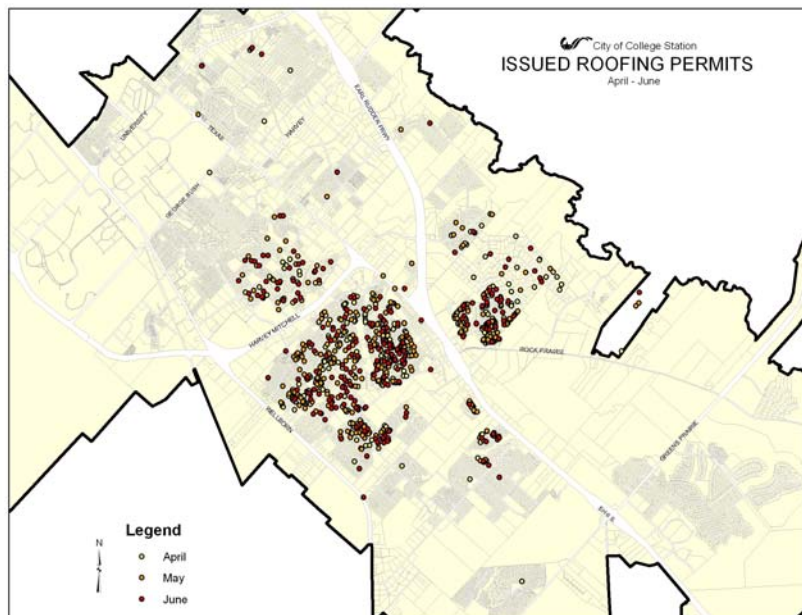 City of College Station
ISSUED ROOFING PERMITS
April - June
EARL RUDDER FRWY
UNIVERSITY
TEXAS
HARVEY
GEORGE BUSH
HARVEY MITCHELL
ROCK PRAIRIE
WELLBORN
GREENS PRAIRIE
Legend
N
April
May
June